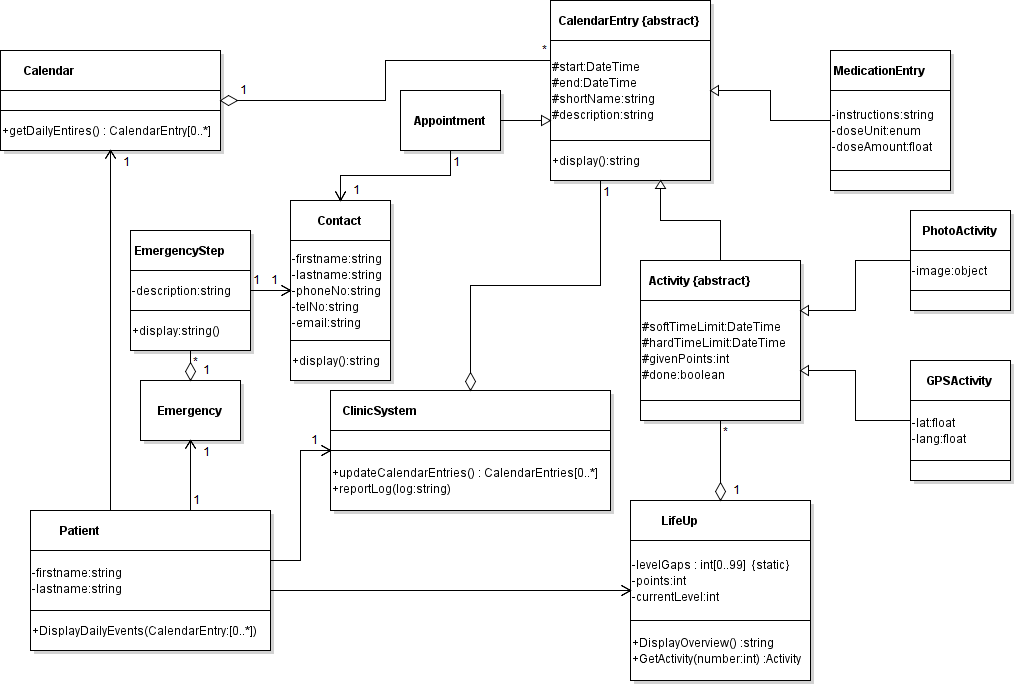 CalendarEntry {abstract}
#start:DateTime
#end:DateTime
#shortName:string
#description:string
+display():string
*
1
Calendar
+getDailyEntires() : CalendarEntry[0..*]
1
1
Appointment
1
1
MedicationEntry
-instructions:string
-doseUnit:enum
-doseAmount:float
Contact
-firstname:string
-lastname:string
-phoneNo:string
-telNo:string
-email:string
+display():string
EmergencyStep
-description:string
+display:string()
1 1
*
1
Emergency
1
1
Activity {abstract}
#softTimeLimit:DateTime
#hardTimeLimit:DateTime
#givenPoints:int
#done:boolean
*
1
PhotoActivity
-image:object
GPSActivity
-lat:float
-lang:float
ClinicSystem
+updateCalendarEntries() : CalendarEntries[0..*]
+reportLog(log:string)
1
Patient
-firstname:string
-lastname:string
+DisplayDailyEvents(CalendarEntry:[0..*])
LifeUp
-levelGaps : int[0..99] {static}
-points:int
-currentLevel:int
+DisplayOverview() :string
+GetActivity(number:int) :Activity